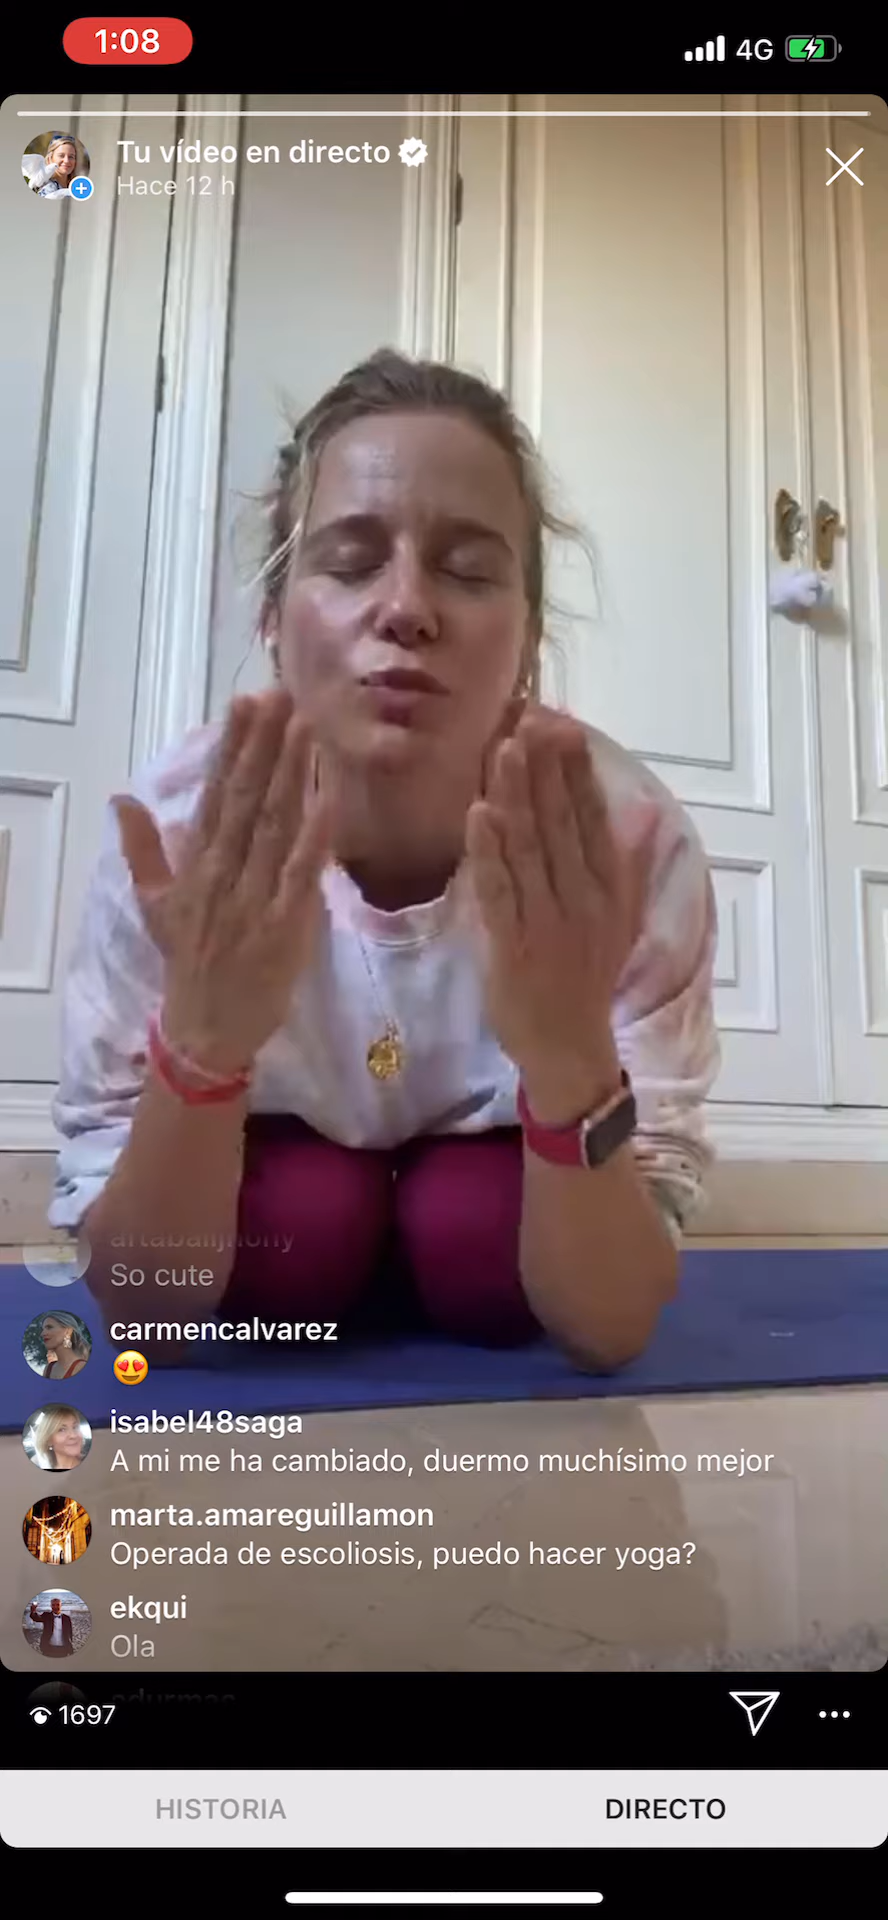 1:08
4G
Tu vídeo en directo
Hace 12 h
So cute
carmencalvarez
isabel48saga
A mi me ha cambiado, duermo muchísimo mejor
marta.amareguillamon
Operada de escoliosis, puedo hacer yoga?
ekqui
Ola
1697
HISTORIA
DIRECTO